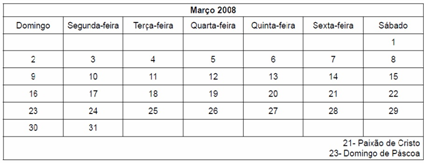 Março 2008
Domingo Segunda-feira Terça-feira Quarta-feira Quinta-feira Sexta-feira Sábado
1
2 3 4 5 6 7 8
9 10 11 12 13 14 15
16 17 18 19 20 21 22
23 24 25 26 27 28 29
30 31
21- Paixão de Cristo
23- Domingo de Páscoa